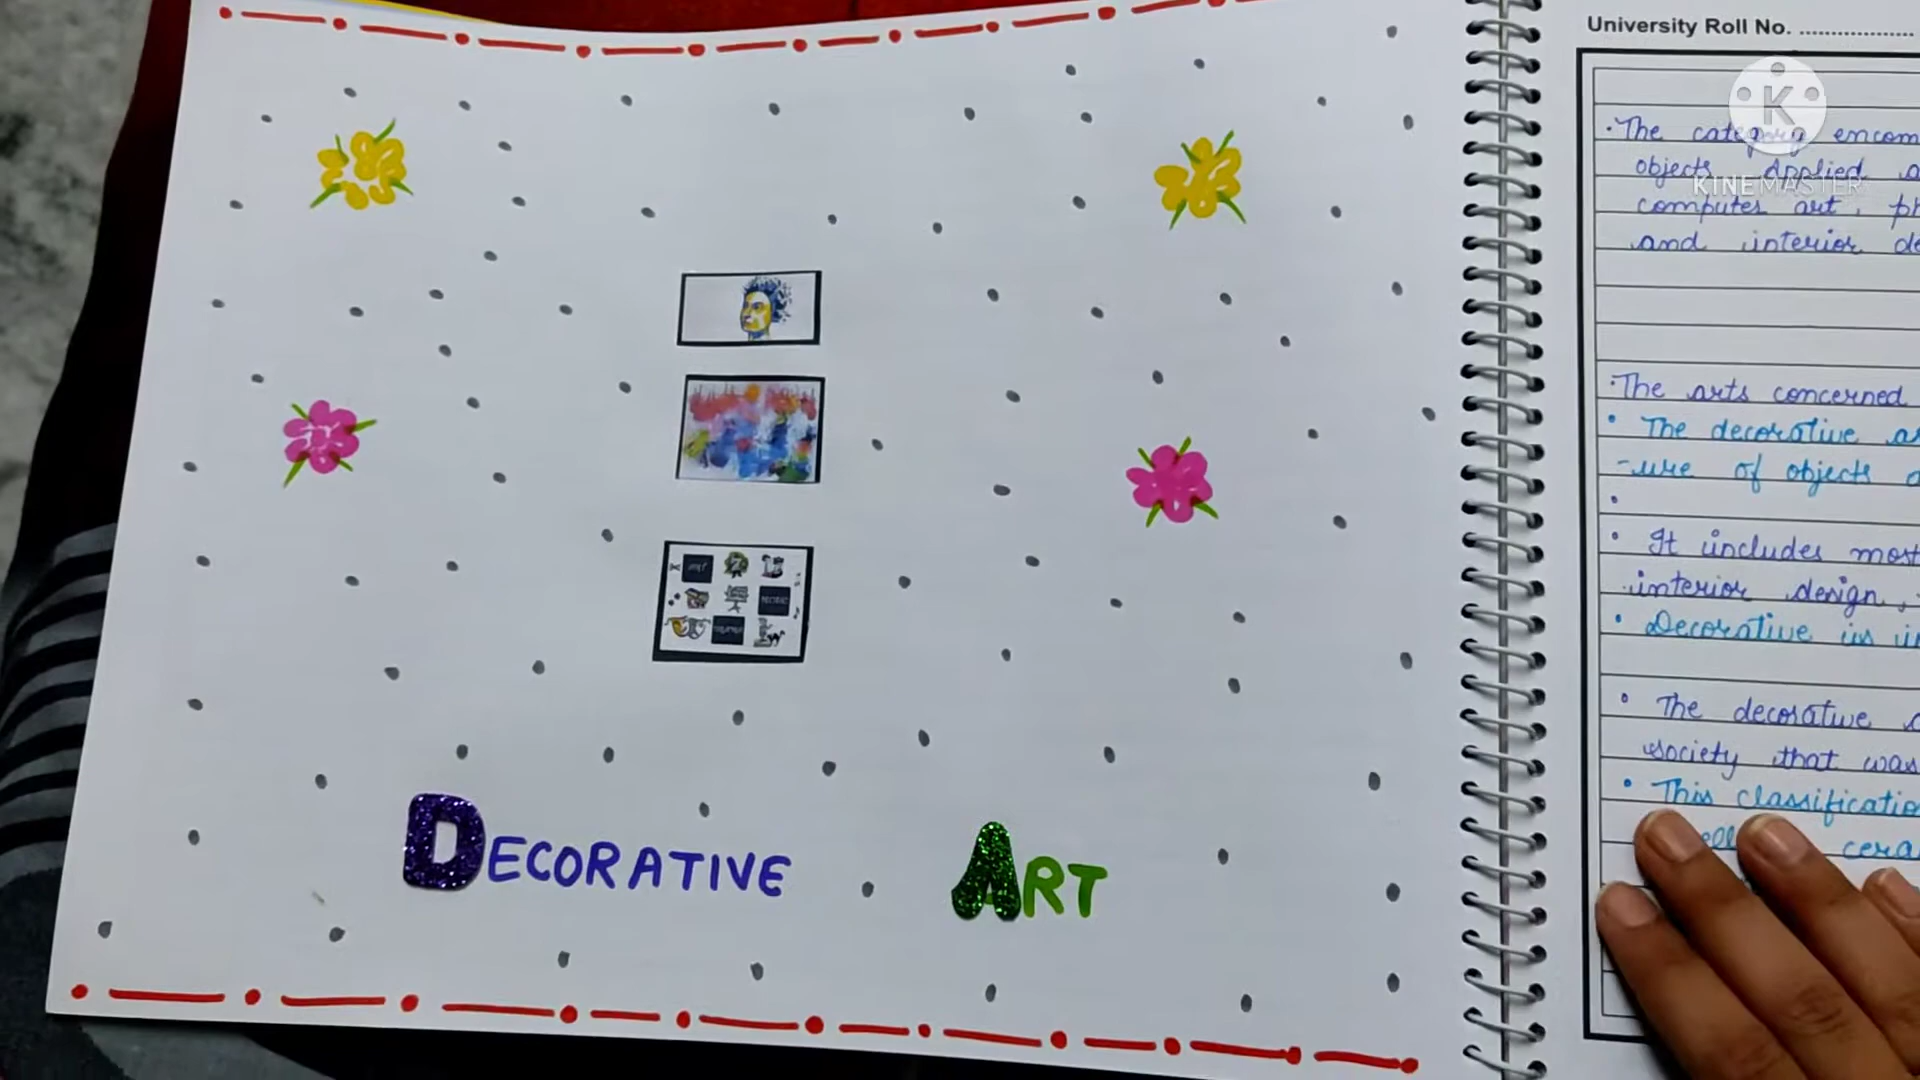 DECORATIVE ART
University Roll No. ..................
K
KINEMASTER
·The category encom
objects Applied a
computer art, ph
and interior de
·The arts concerned
• The decorative ar
-ure of objects o
• It includes most
interior design,
• Decorative is in
• The decorative a
society that was
• This classificatio
cera